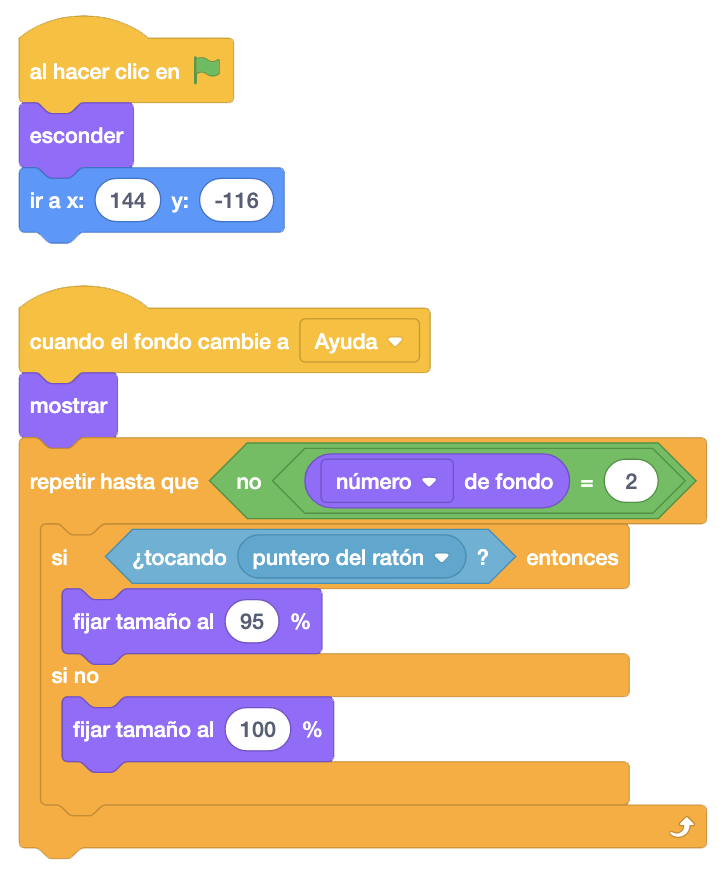 al hacer clic en
esconder
ir a x: 144 y: -116
cuando el fondo cambie a Ayuda
mostrar
repetir hasta que no número de fondo = 2
si ¿tocando puntero del ratón ? entonces
fijar tamaño al 95 %
si no
fijar tamaño al 100 %